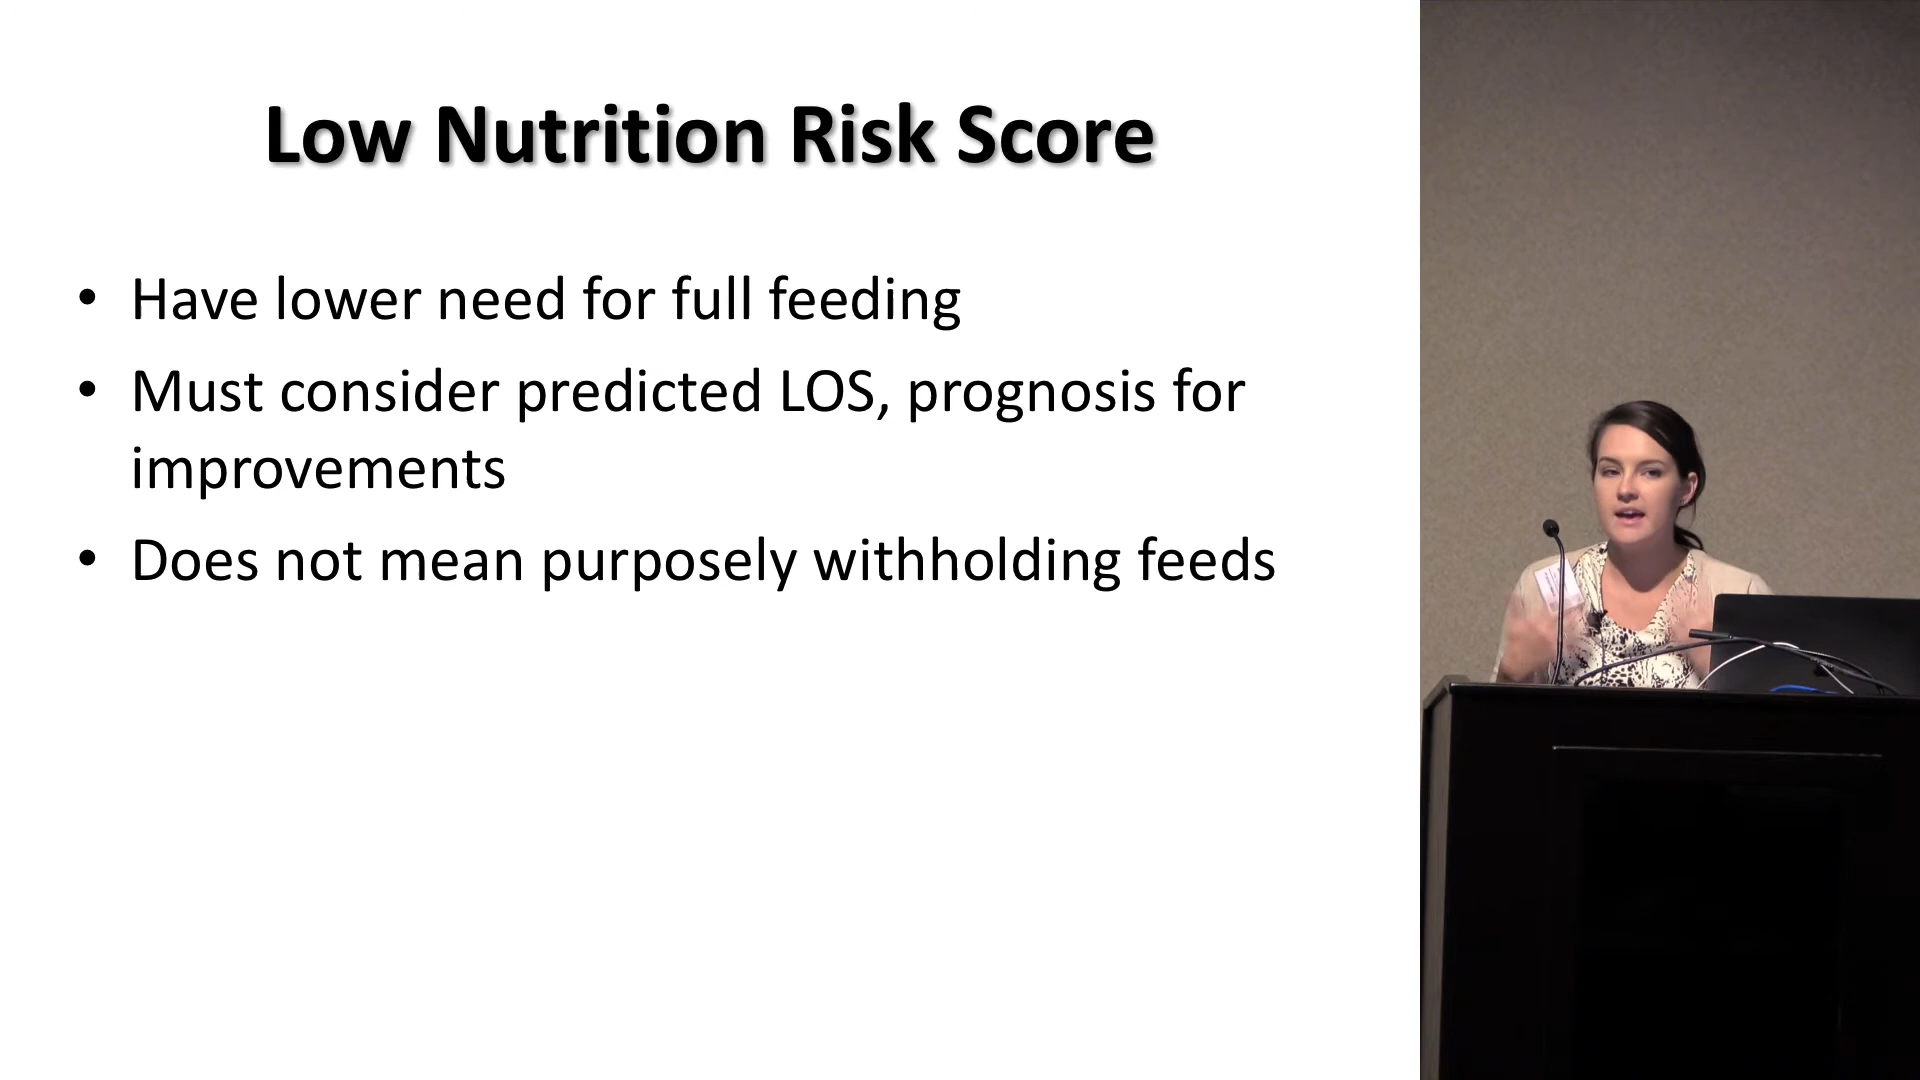 Low Nutrition Risk Score
• Have lower need for full feeding
• Must consider predicted LOS, prognosis for
improvements
• Does not mean purposely withholding feeds